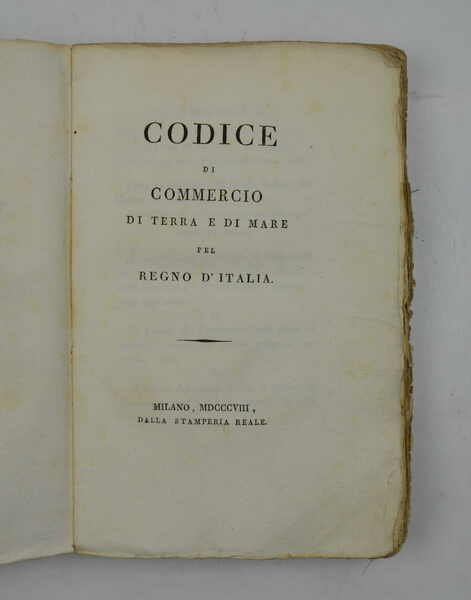 CODICE
DI
COMMERCIO
DI TERRA E DI MARE
PEL
REGNO D'ITALIA.
MILANO, MDCCCVIII,
DALLA STAMPERIA REALE.